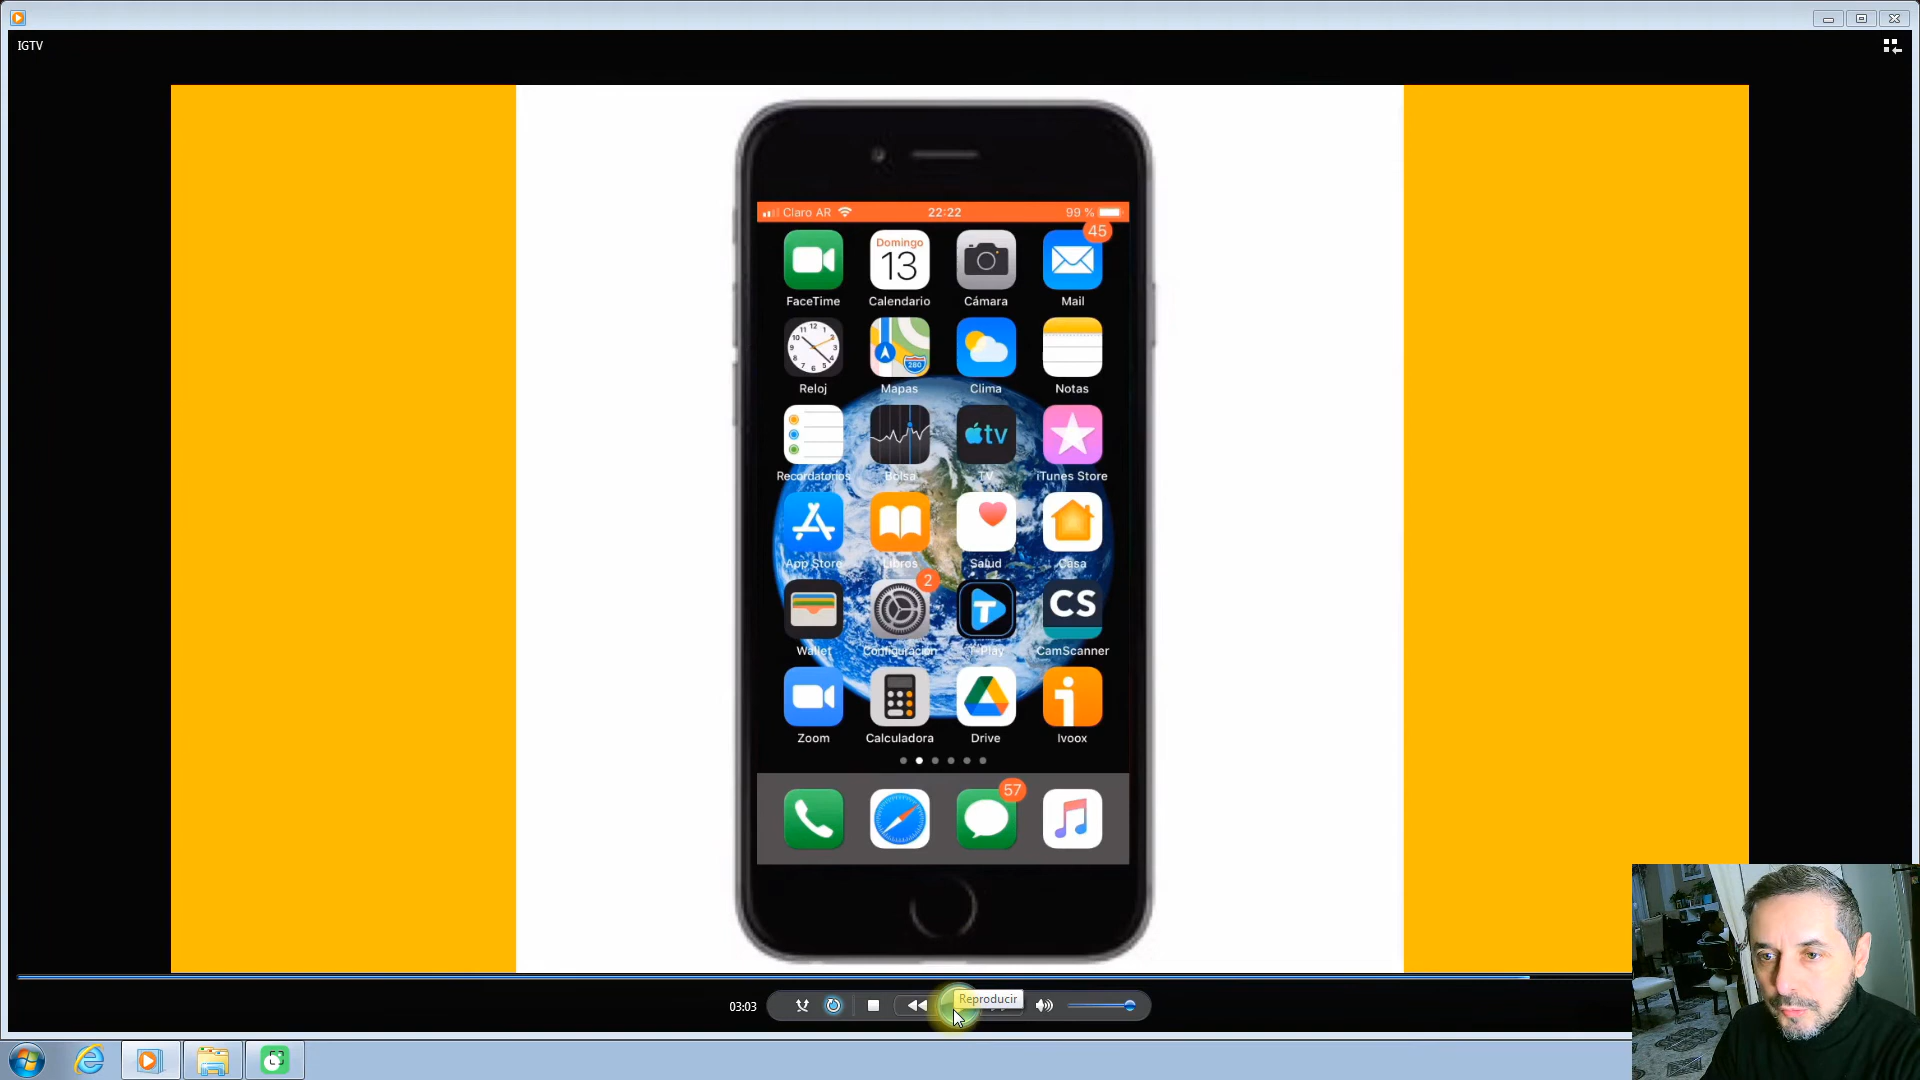 IGTV
Claro AR 22:22 99 %
45
Domingo
13
FaceTime Calendario Cámara Mail
280
Reloj Mapas Clima Notas
tv
Recordatorios Bolsa TV iTunes Store
App Store Libros Salud Casa
2
T CS
Wallet Configuración T-Play CamScanner
i
Zoom Calculadora Drive Ivoox
57
Reproducir
03:03